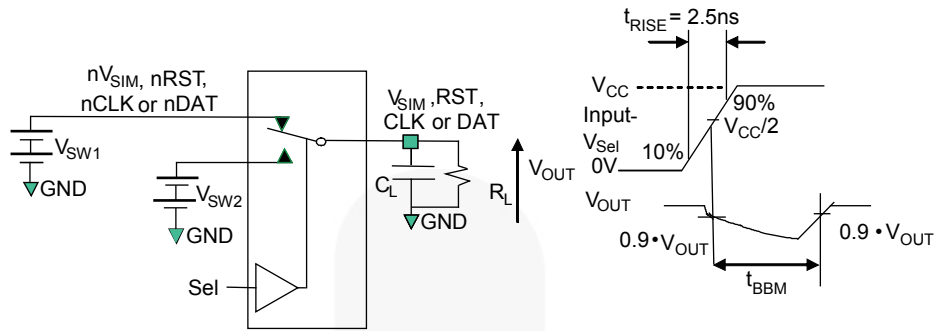 nV_SIM, nRST,
nCLK or nDAT
V_SW1
GND
V_SW2
GND
Sel
V_SIM ,RST,
CLK or DAT
C_L
R_L
GND
V_OUT
t_RISE = 2.5ns
V_CC
90%
Input-
V_Sel
V_CC/2
10%
0V
V_OUT
0.9 • V_OUT
0.9 • V_OUT
t_BBM